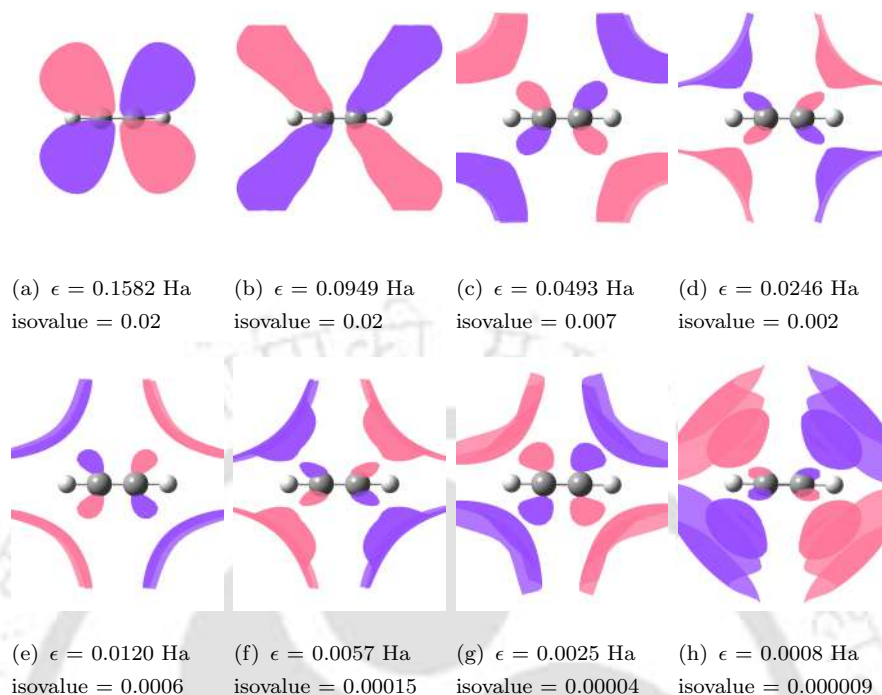 (a) ϵ = 0.1582 Ha
isovalue = 0.02
(b) ϵ = 0.0949 Ha
isovalue = 0.02
(c) ϵ = 0.0493 Ha
isovalue = 0.007
(d) ϵ = 0.0246 Ha
isovalue = 0.002
(e) ϵ = 0.0120 Ha
isovalue = 0.0006
(f) ϵ = 0.0057 Ha
isovalue = 0.00015
(g) ϵ = 0.0025 Ha
isovalue = 0.00004
(h) ϵ = 0.0008 Ha
isovalue = 0.000009